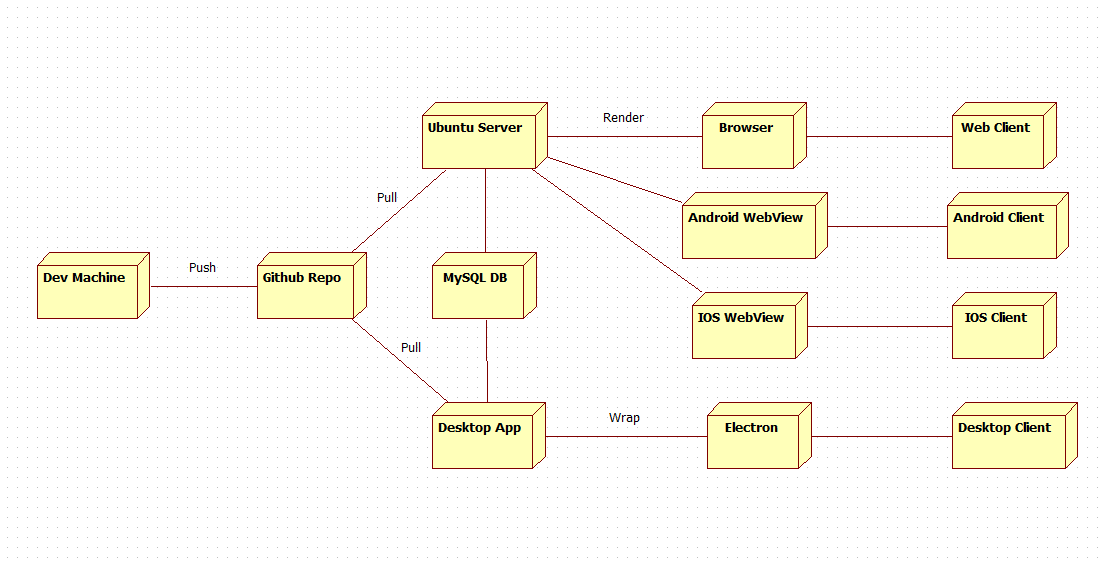 Render
Ubuntu Server
Browser
Web Client
Pull
Android WebView
Android Client
Push
Dev Machine
Github Repo
MySQL DB
IOS WebView
IOS Client
Pull
Wrap
Desktop App
Electron
Desktop Client